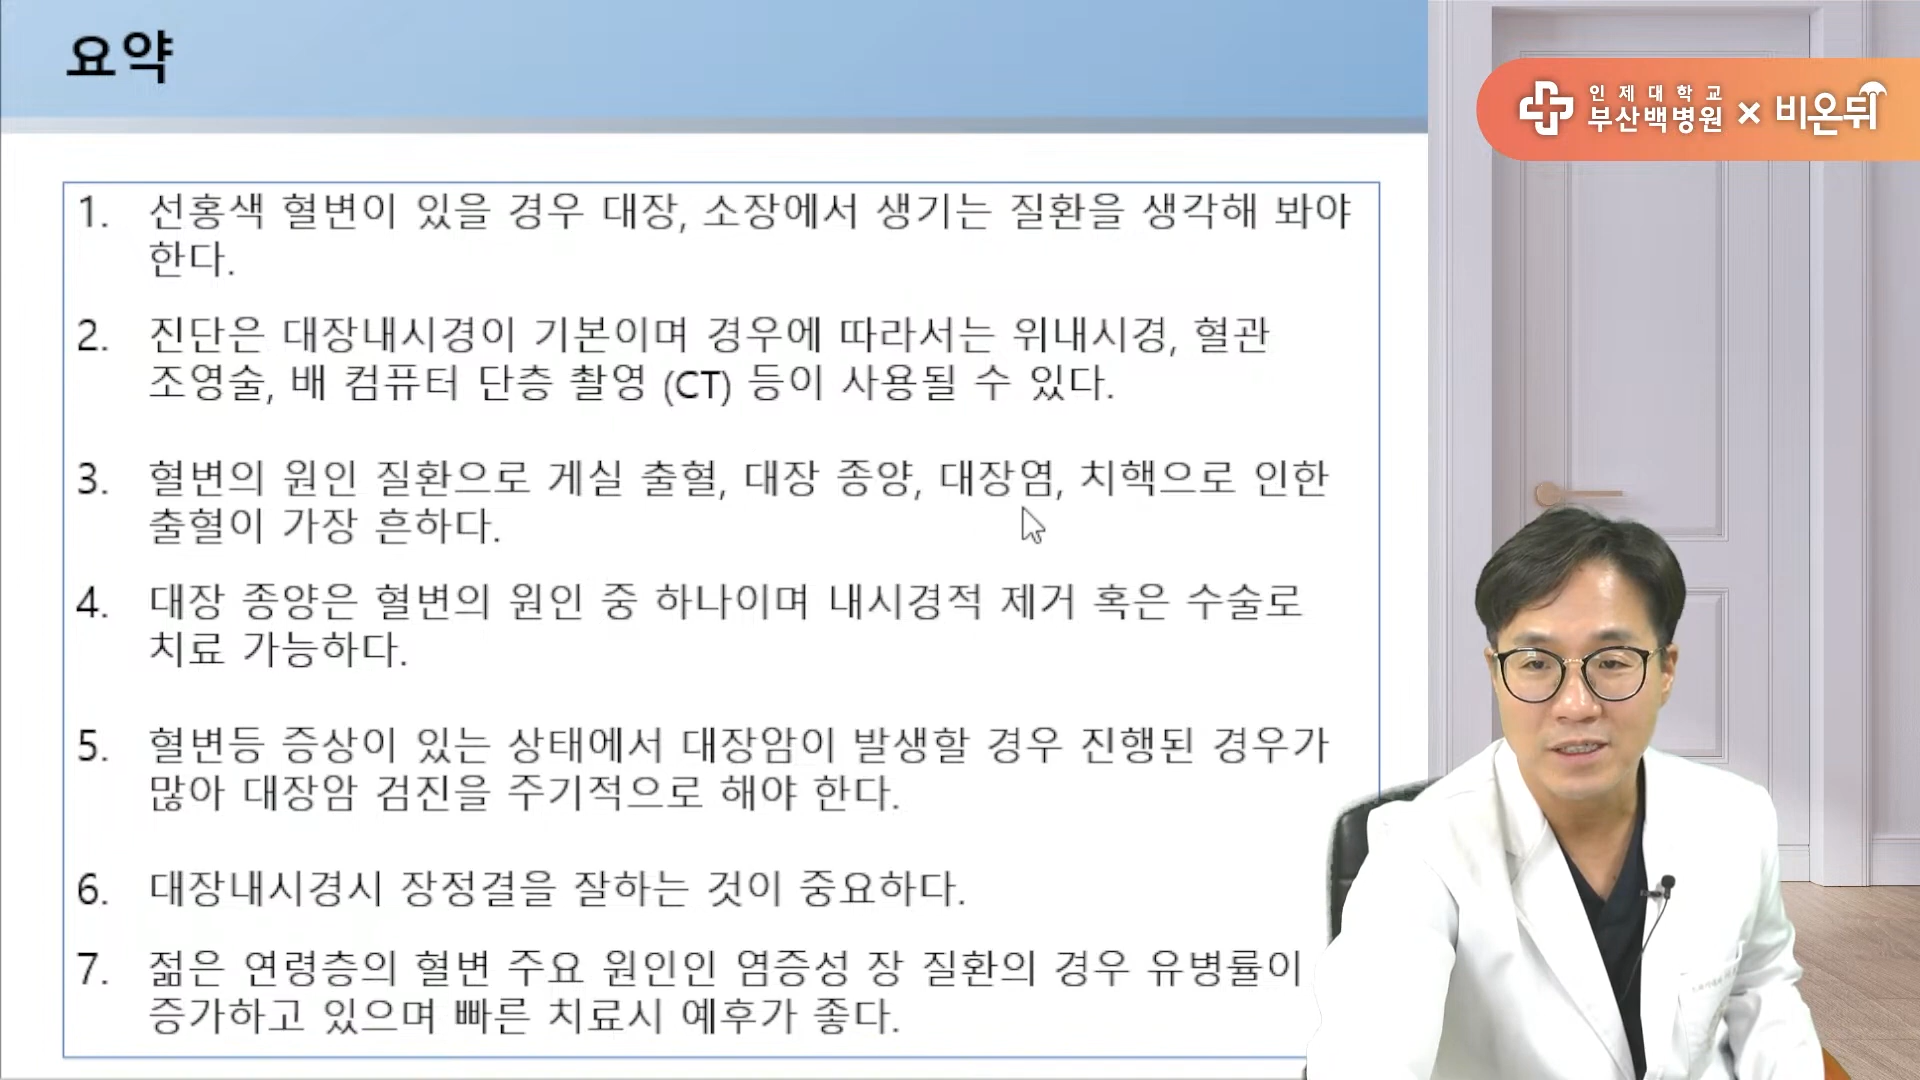 요약
인제대학교
부산백병원 × 비온뒤
1. 선홍색 혈변이 있을 경우 대장, 소장에서 생기는 질환을 생각해 봐야
한다.
2. 진단은 대장내시경이 기본이며 경우에 따라서는 위내시경, 혈관
조영술, 배 컴퓨터 단층 촬영 (CT) 등이 사용될 수 있다.
3. 혈변의 원인 질환으로 게실 출혈, 대장 종양, 대장염, 치핵으로 인한
출혈이 가장 흔하다.
4. 대장 종양은 혈변의 원인 중 하나이며 내시경적 제거 혹은 수술로
치료 가능하다.
5. 혈변등 증상이 있는 상태에서 대장암이 발생할 경우 진행된 경우가
많아 대장암 검진을 주기적으로 해야 한다.
6. 대장내시경시 장정결을 잘하는 것이 중요하다.
7. 젊은 연령층의 혈변 주요 원인인 염증성 장 질환의 경우 유병률이
증가하고 있으며 빠른 치료시 예후가 좋다.